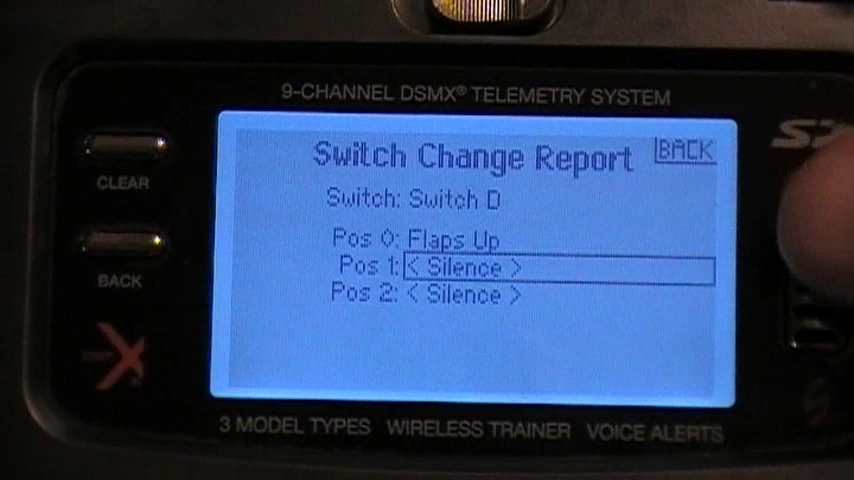 9-CHANNEL DSMX® TELEMETRY SYSTEM
Switch Change Report
BACK
Switch: Switch D
Pos 0: Flaps Up
Pos 1: < Silence >
Pos 2: < Silence >
CLEAR
BACK
3 MODEL TYPES WIRELESS TRAINER VOICE ALERTS